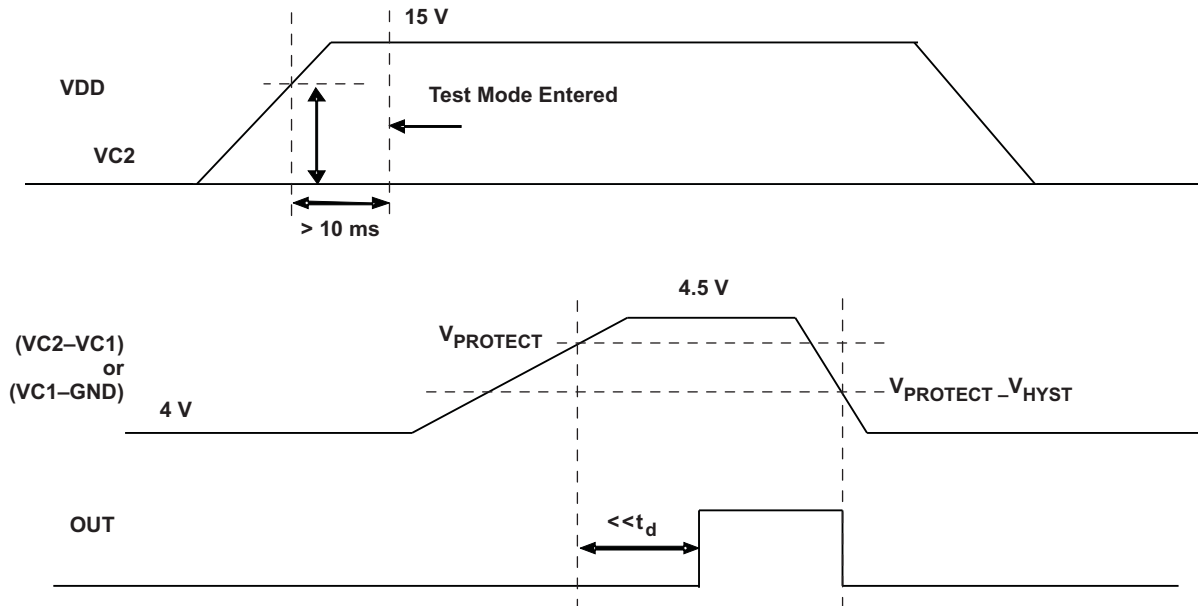 15 V
VDD
Test Mode Entered
VC2
> 10 ms
4.5 V
(VC2–VC1)
or
(VC1–GND)
VPROTECT
VPROTECT –VHYST
4 V
OUT
<<td